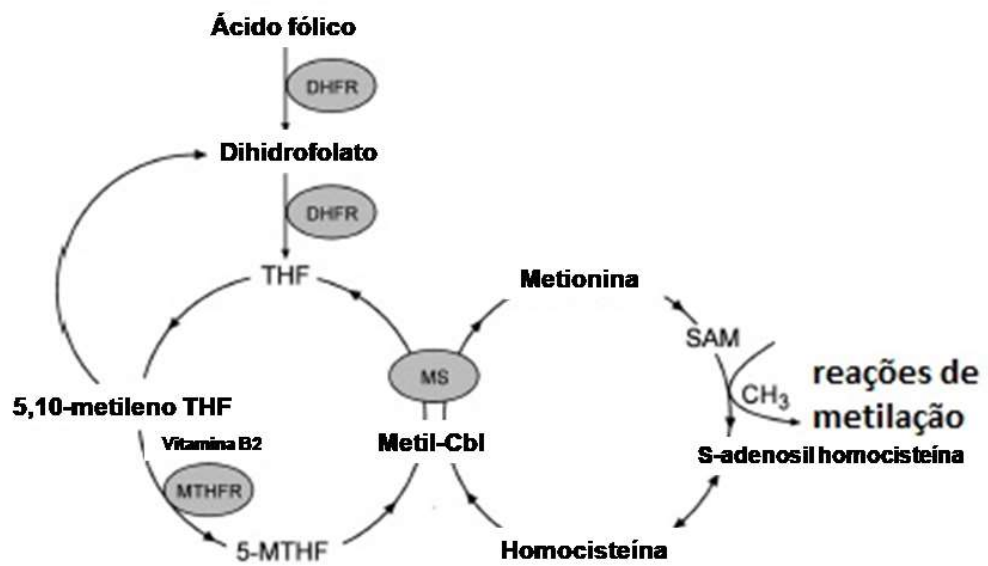 Ácido fólico
DHFR
Dihidrofolato
DHFR
THF
Metionina
SAM
MS
CH3
reações de
metilação
5,10-metileno THF
Vitamina B2
Metil-Cbl
S-adenosil homocisteína
MTHFR
5-MTHF
Homocisteína